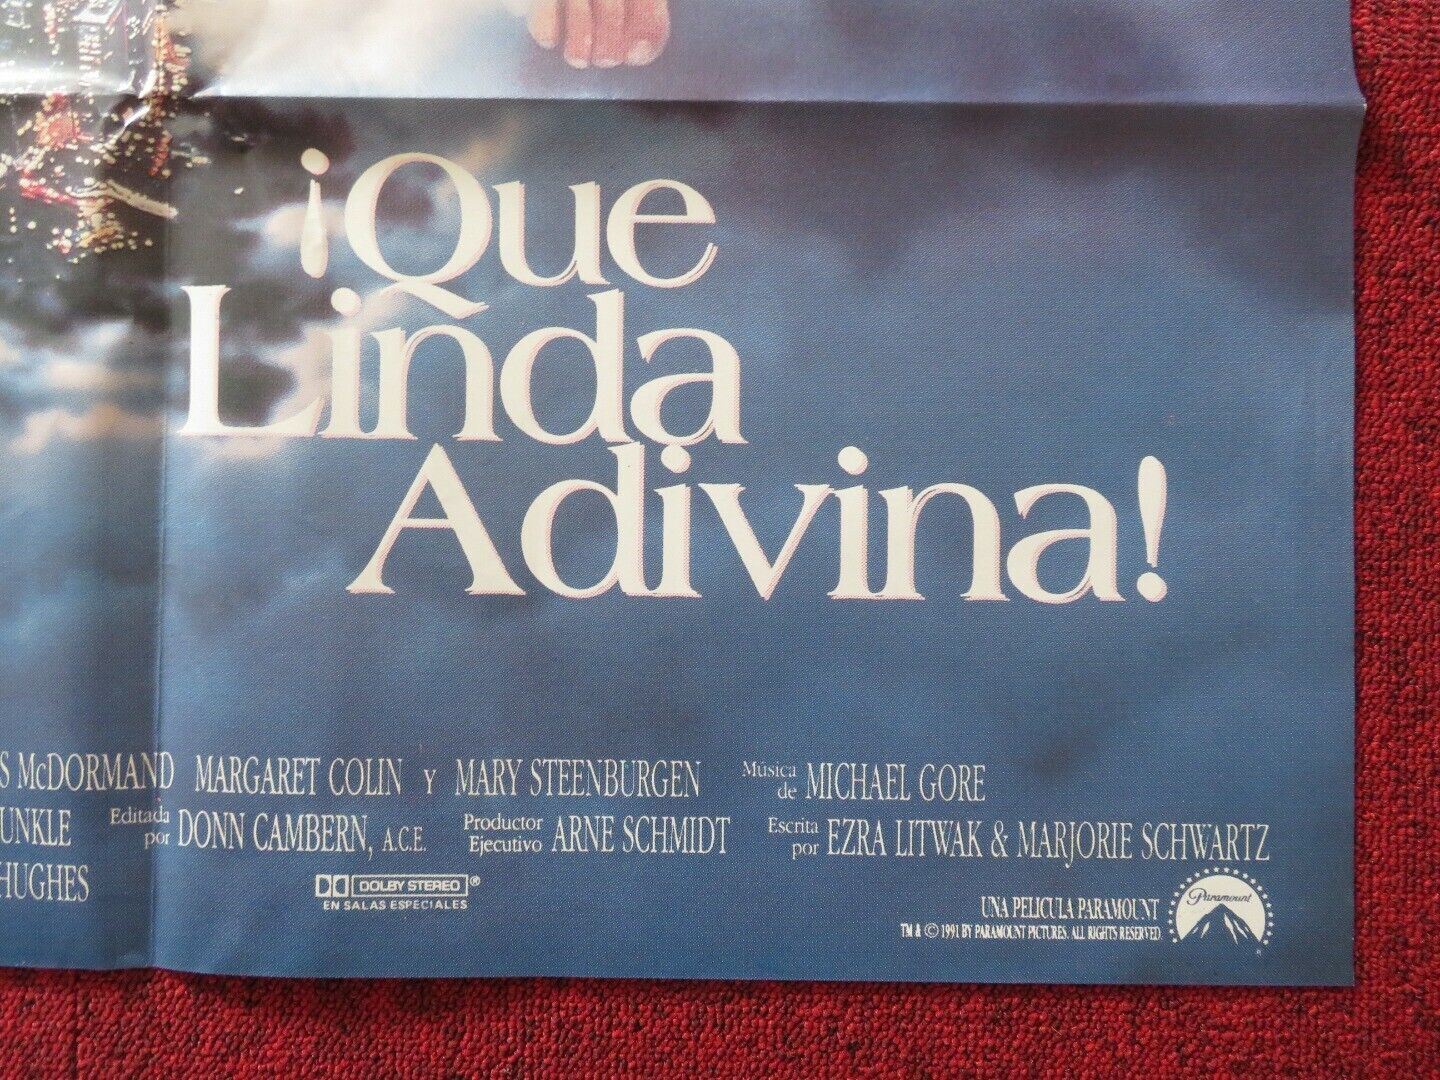 ¡Que
Linda
Adivina!
S McDORMAND MARGARET COLIN Y MARY STEENBURGEN Música de MICHAEL GORE
UNKLE Editada por DONN CAMBERN, A.C.E. Productor Ejecutivo ARNE SCHMIDT Escrita por EZRA LITWAK & MARJORIE SCHWARTZ
HUGHES
DOLBY STEREO ®
EN SALAS ESPECIALES
UNA PELICULA PARAMOUNT
TM & © 1991 BY PARAMOUNT PICTURES. ALL RIGHTS RESERVED.
Paramount
®